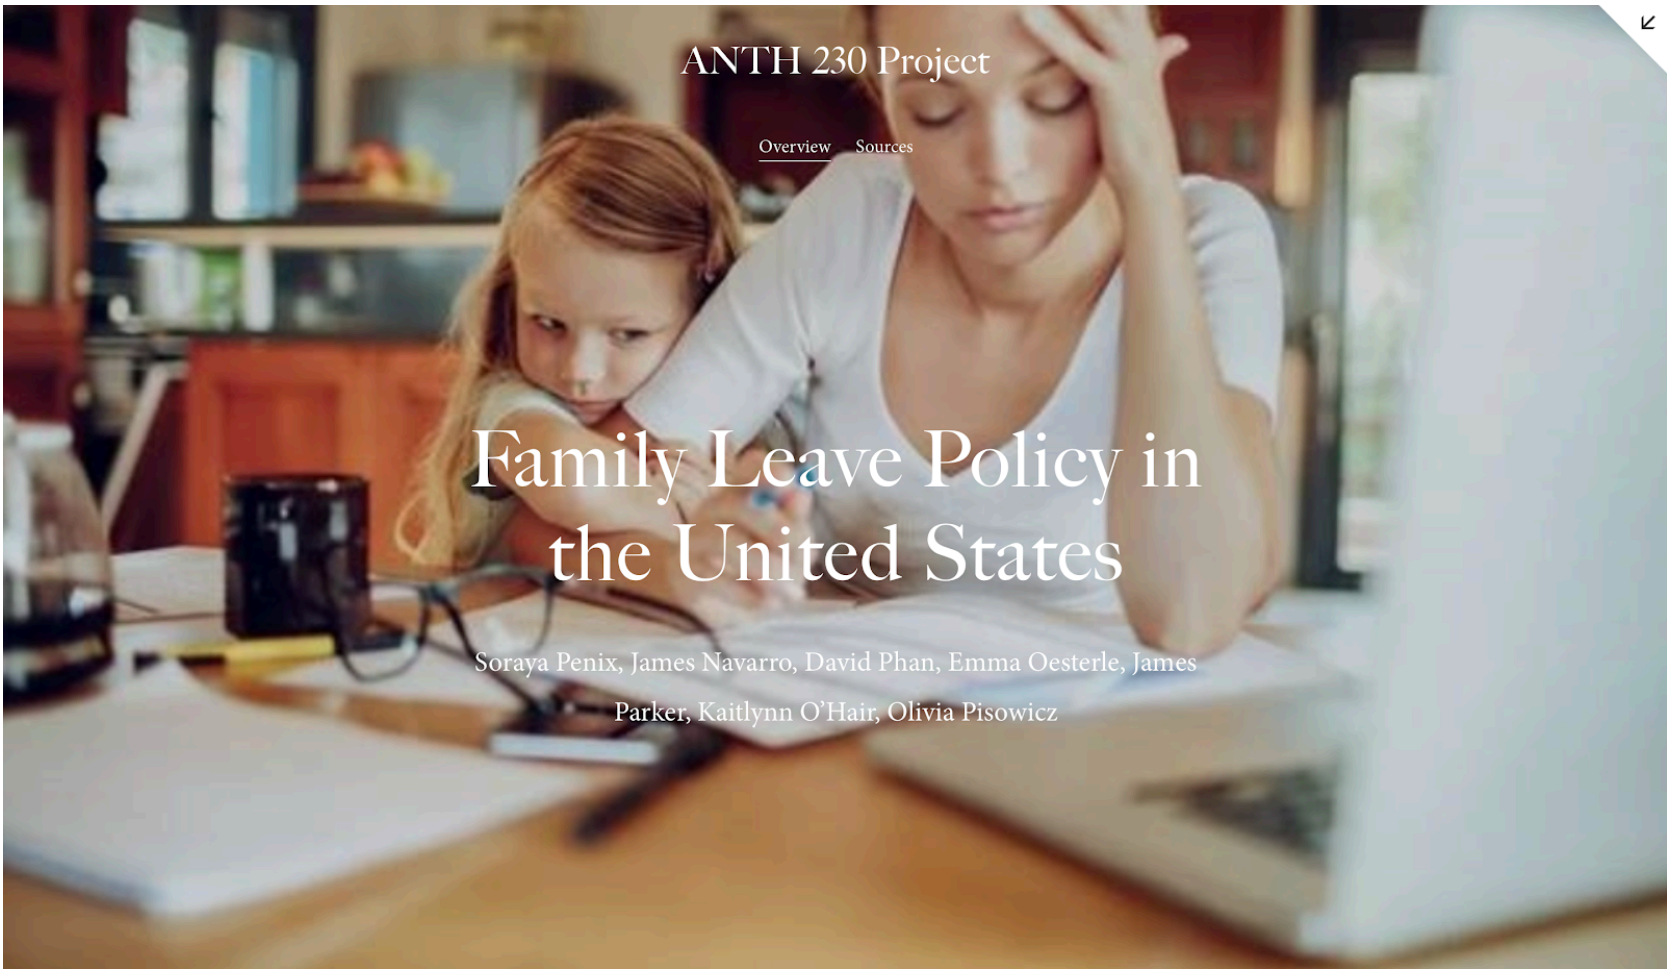 ANTH 230 Project
Overview Sources
Family Leave Policy in
the United States
Soraya Penix, James Navarro, David Phan, Emma Oesterle, James
Parker, Kaitlynn O’Hair, Olivia Pisowicz